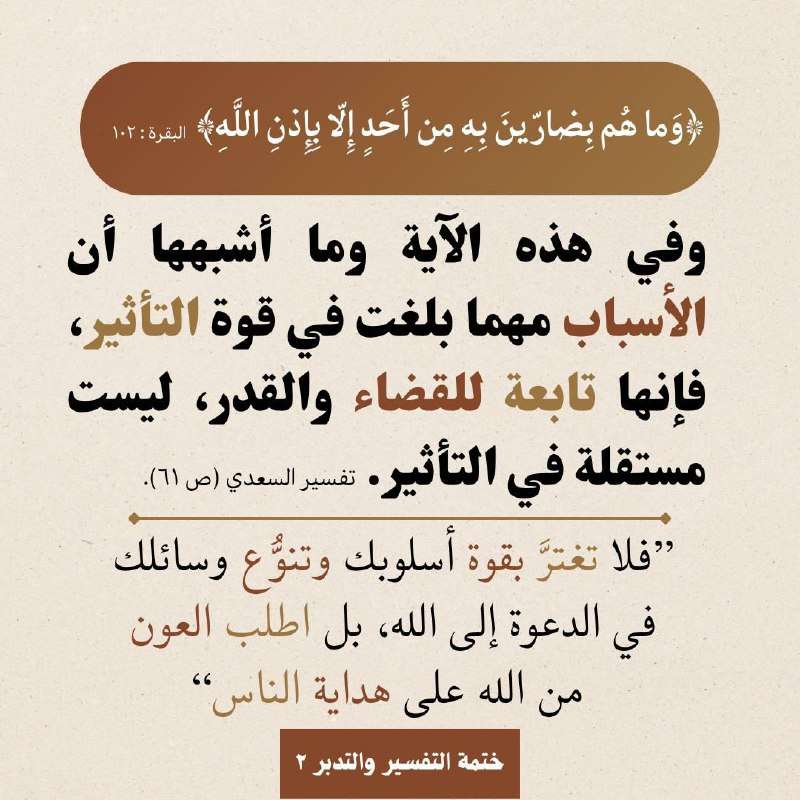 ﴿وَما هُم بِضارّينَ بِهِ مِن أَحَدٍ إِلّا بِإِذنِ اللَّهِ﴾ البقرة: ١٠٢
وفي هذه الآية وما أشبهها أن
الأسباب مهما بلغت في قوة التأثير،
فإنها تابعة للقضاء والقدر، ليست
مستقلة في التأثير. تفسير السعدي (ص ٦١).
”فلا تغترَّ بقوة أسلوبك وتنوُّع وسائلك
في الدعوة إلى الله، بل اطلب العون
من الله على هداية الناس“
ختمة التفسير والتدبر ٢